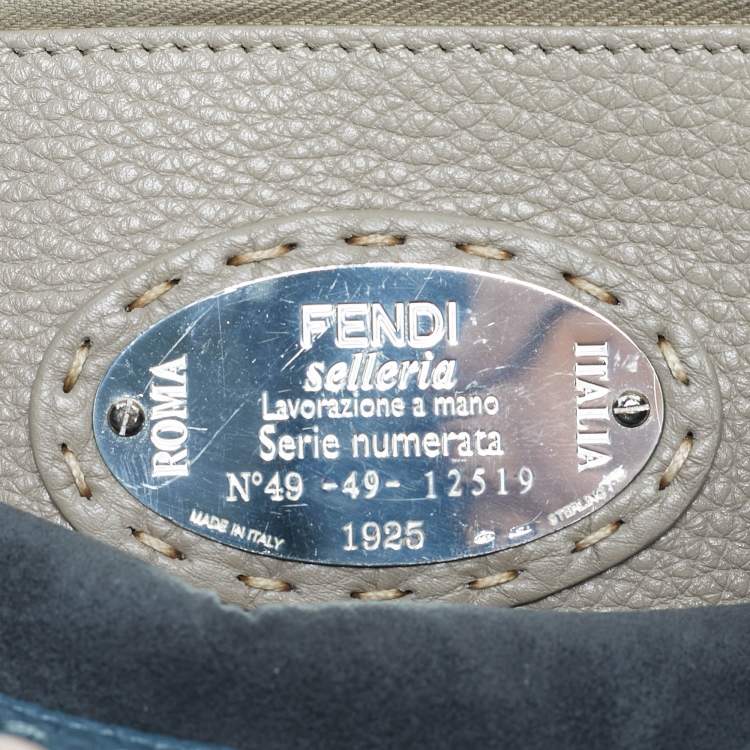 FENDI
selleria
ROMA
ITALIA
Lavorazione a mano
Serie numerata
N°49 -49- 12519
MADE IN ITALY
1925